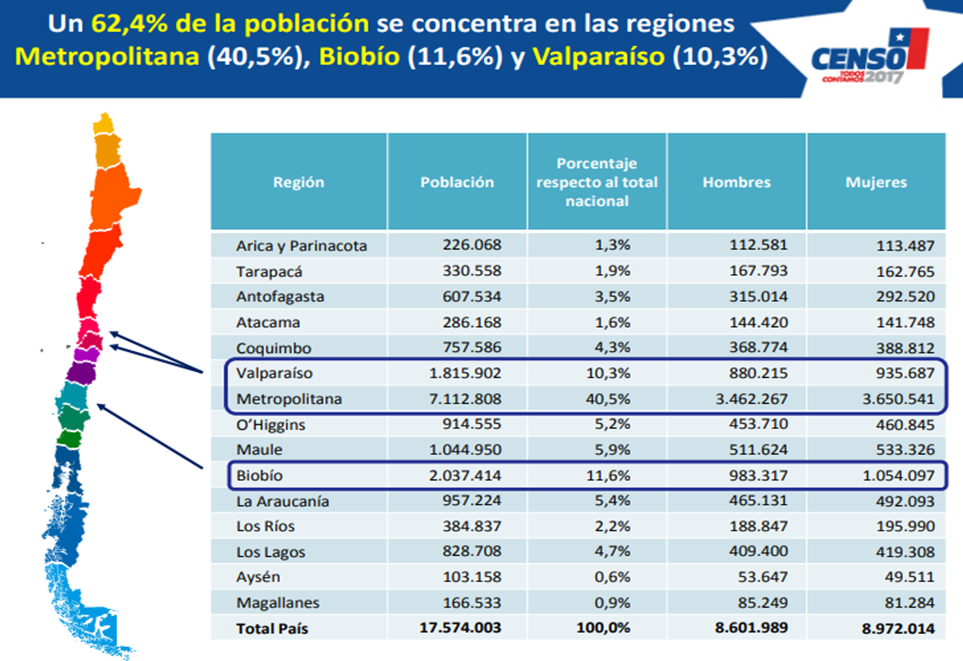 Un 62,4% de la población se concentra en las regiones
Metropolitana (40,5%), Biobío (11,6%) y Valparaíso (10,3%)
CENSO
TODOS
CONTAMOS 2017
Región Población Porcentaje respecto al total nacional Hombres Mujeres
Arica y Parinacota 226.068 1,3% 112.581 113.487
Tarapacá 330.558 1,9% 167.793 162.765
Antofagasta 607.534 3,5% 315.014 292.520
Atacama 286.168 1,6% 144.420 141.748
Coquimbo 757.586 4,3% 368.774 388.812
Valparaíso 1.815.902 10,3% 880.215 935.687
Metropolitana 7.112.808 40,5% 3.462.267 3.650.541
O’Higgins 914.555 5,2% 453.710 460.845
Maule 1.044.950 5,9% 511.624 533.326
Biobío 2.037.414 11,6% 983.317 1.054.097
La Araucanía 957.224 5,4% 465.131 492.093
Los Ríos 384.837 2,2% 188.847 195.990
Los Lagos 828.708 4,7% 409.400 419.308
Aysén 103.158 0,6% 53.647 49.511
Magallanes 166.533 0,9% 85.249 81.284
Total País 17.574.003 100,0% 8.601.989 8.972.014